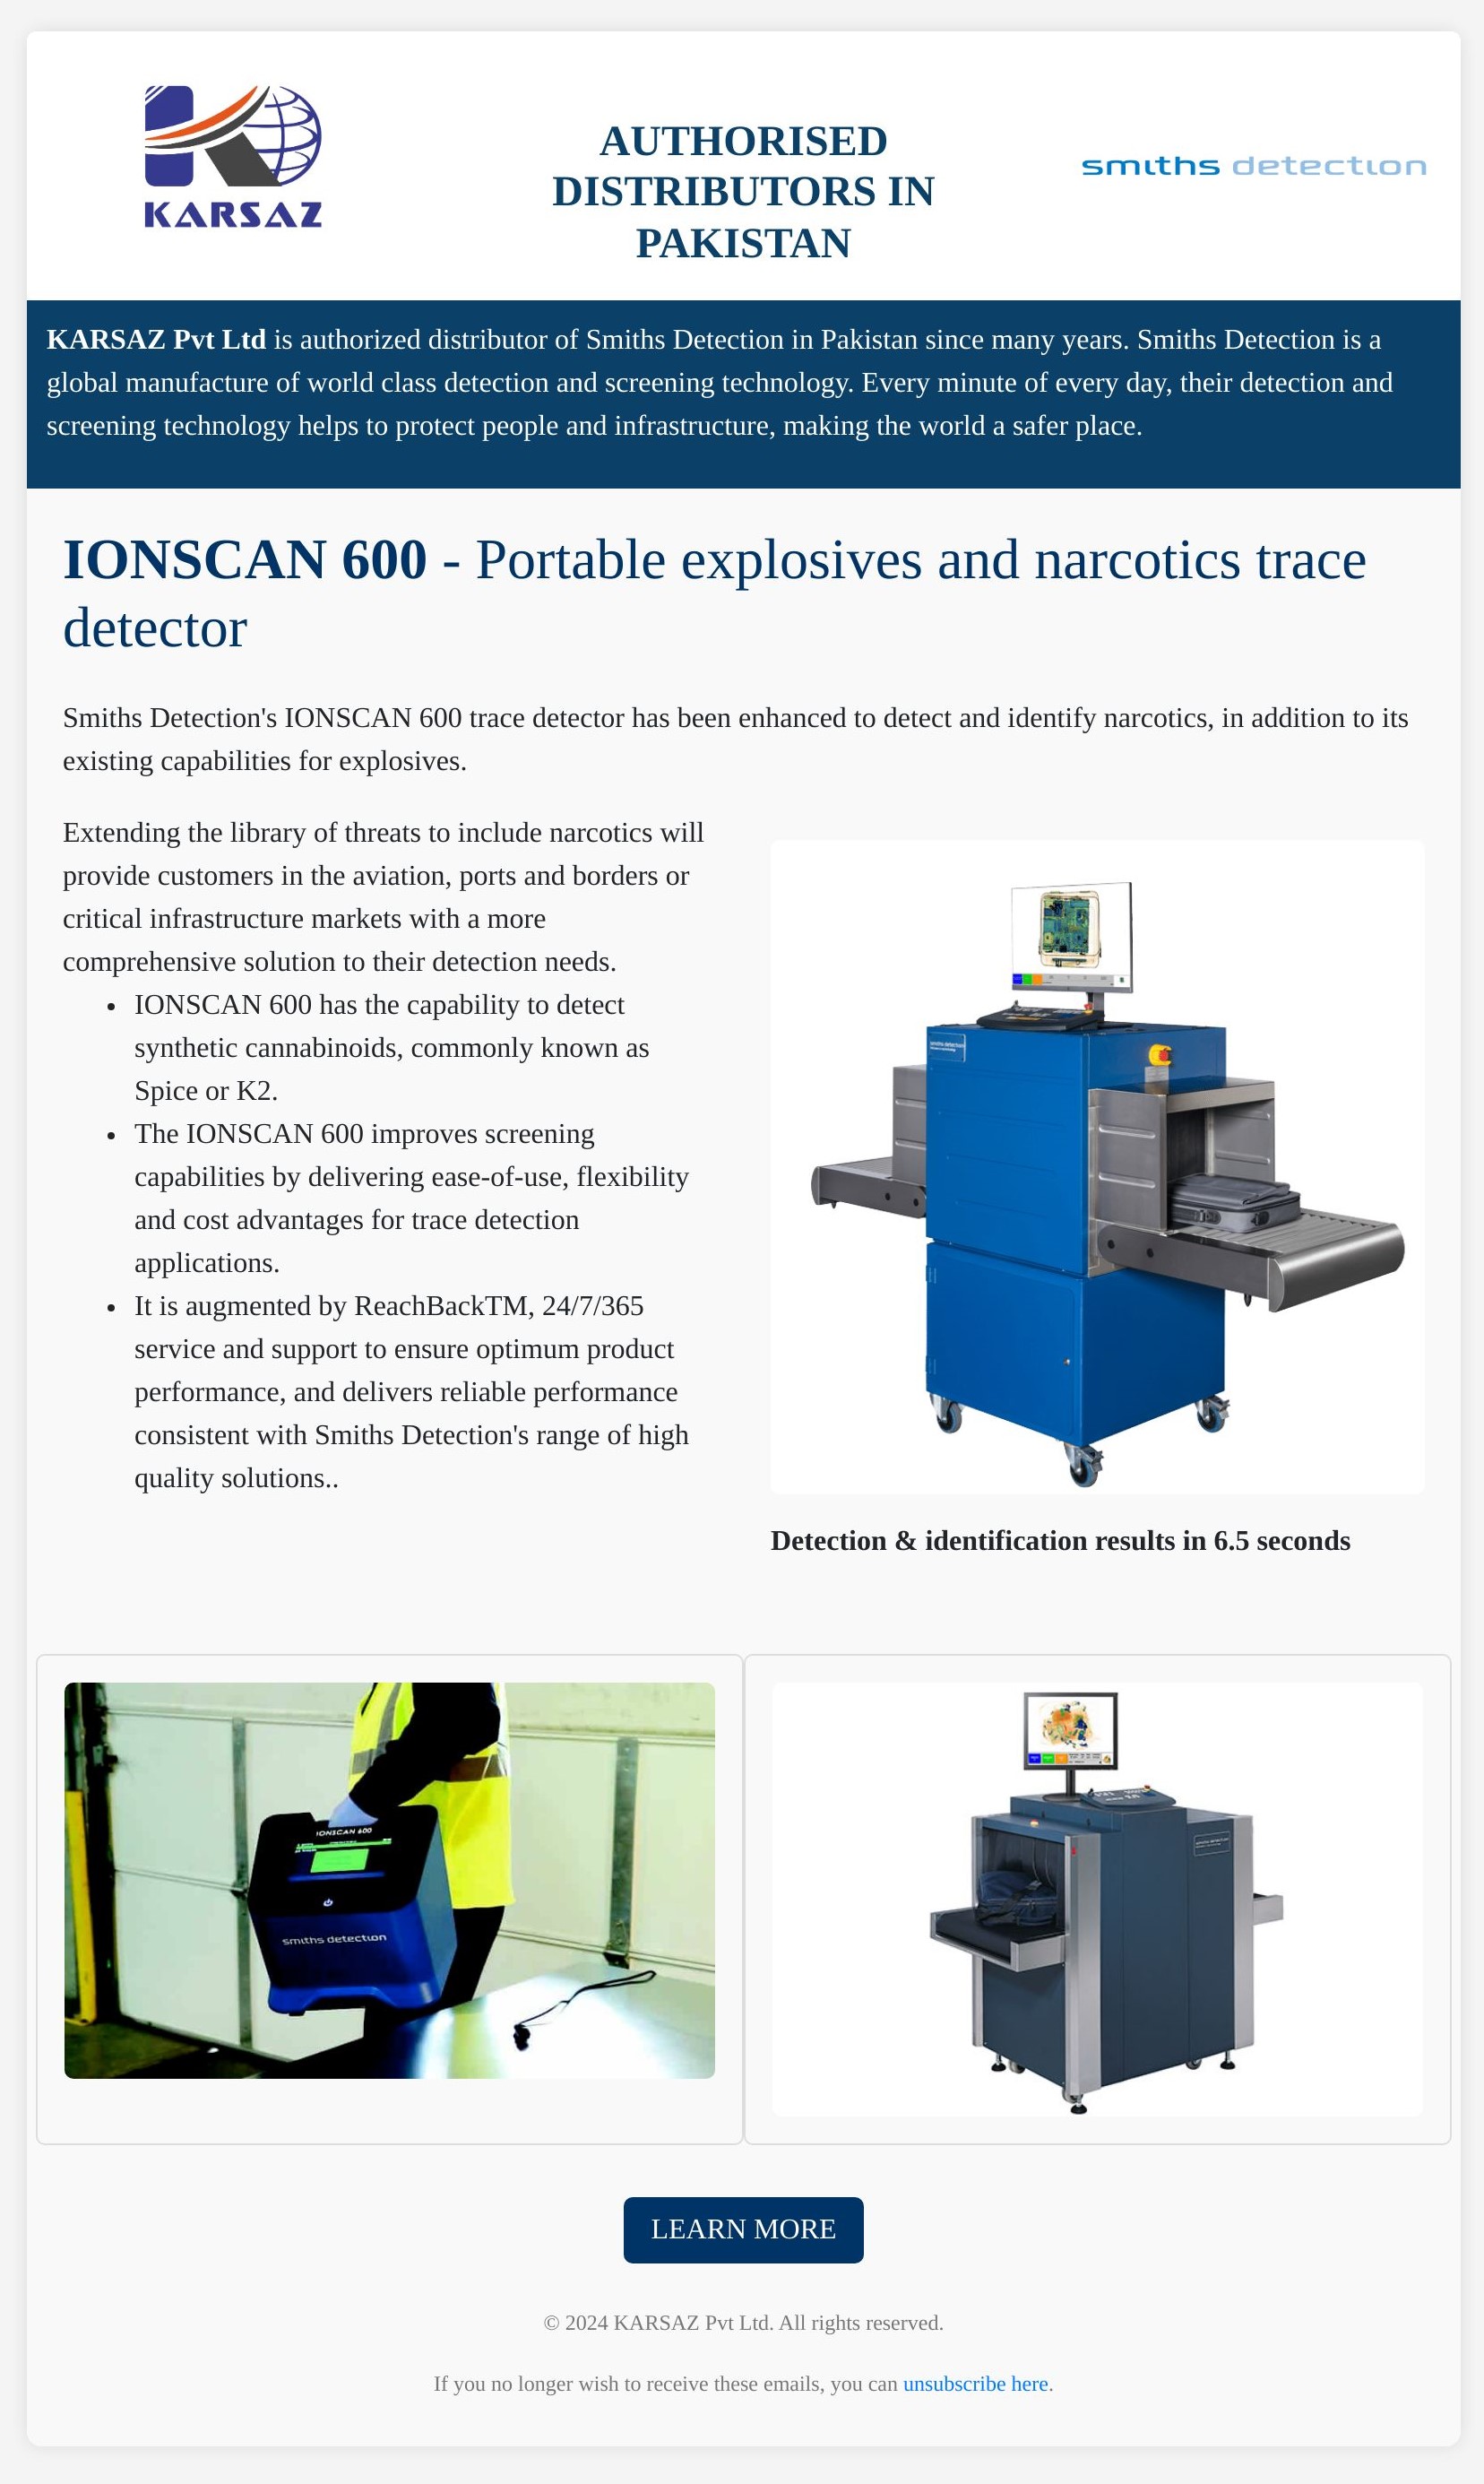 KARSAZ
AUTHORISED
DISTRIBUTORS IN
PAKISTAN
smiths detection
KARSAZ Pvt Ltd is authorized distributor of Smiths Detection in Pakistan since many years. Smiths Detection is a
global manufacture of world class detection and screening technology. Every minute of every day, their detection and
screening technology helps to protect people and infrastructure, making the world a safer place.
IONSCAN 600 - Portable explosives and narcotics trace
detector
Smiths Detection's IONSCAN 600 trace detector has been enhanced to detect and identify narcotics, in addition to its
existing capabilities for explosives.
Extending the library of threats to include narcotics will
provide customers in the aviation, ports and borders or
critical infrastructure markets with a more
comprehensive solution to their detection needs.
• IONSCAN 600 has the capability to detect
synthetic cannabinoids, commonly known as
Spice or K2.
• The IONSCAN 600 improves screening
capabilities by delivering ease-of-use, flexibility
and cost advantages for trace detection
applications.
• It is augmented by ReachBackTM, 24/7/365
service and support to ensure optimum product
performance, and delivers reliable performance
consistent with Smiths Detection's range of high
quality solutions..
smiths detection
Detection & identification results in 6.5 seconds
IONSCAN 600
smiths detection
smiths detection
LEARN MORE
© 2024 KARSAZ Pvt Ltd. All rights reserved.
If you no longer wish to receive these emails, you can unsubscribe here.